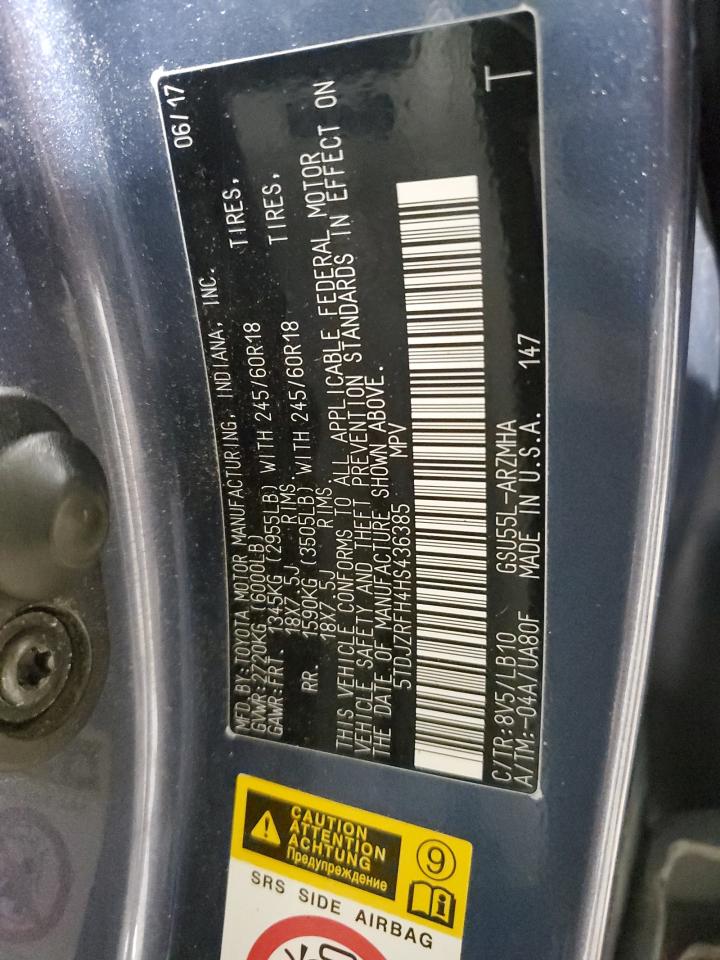 MFD. BY: TOYOTA MOTOR MANUFACTURING, INDIANA, INC. 06/17
GVWR: 2720KG (6000LB)
GAWR: FRT. 1345KG (2955LB) WITH 245/60R18 TIRES,
18X7.5J RIMS
RR. 1590KG (3505LB) WITH 245/60R18 TIRES,
18X7.5J RIMS
THIS VEHICLE CONFORMS TO ALL APPLICABLE FEDERAL MOTOR
VEHICLE SAFETY AND THEFT PREVENTION STANDARDS IN EFFECT ON
THE DATE OF MANUFACTURE SHOWN ABOVE.
5TDJZRFH4HS436385 MPV
C/TR: 8V5/LB10 GSU55L-ARZMHA T
A/TM: -04A/UA80F MADE IN U.S.A. 147
CAUTION
ATTENTION
ACHTUNG
Предупреждение
9
i
SRS SIDE AIRBAG